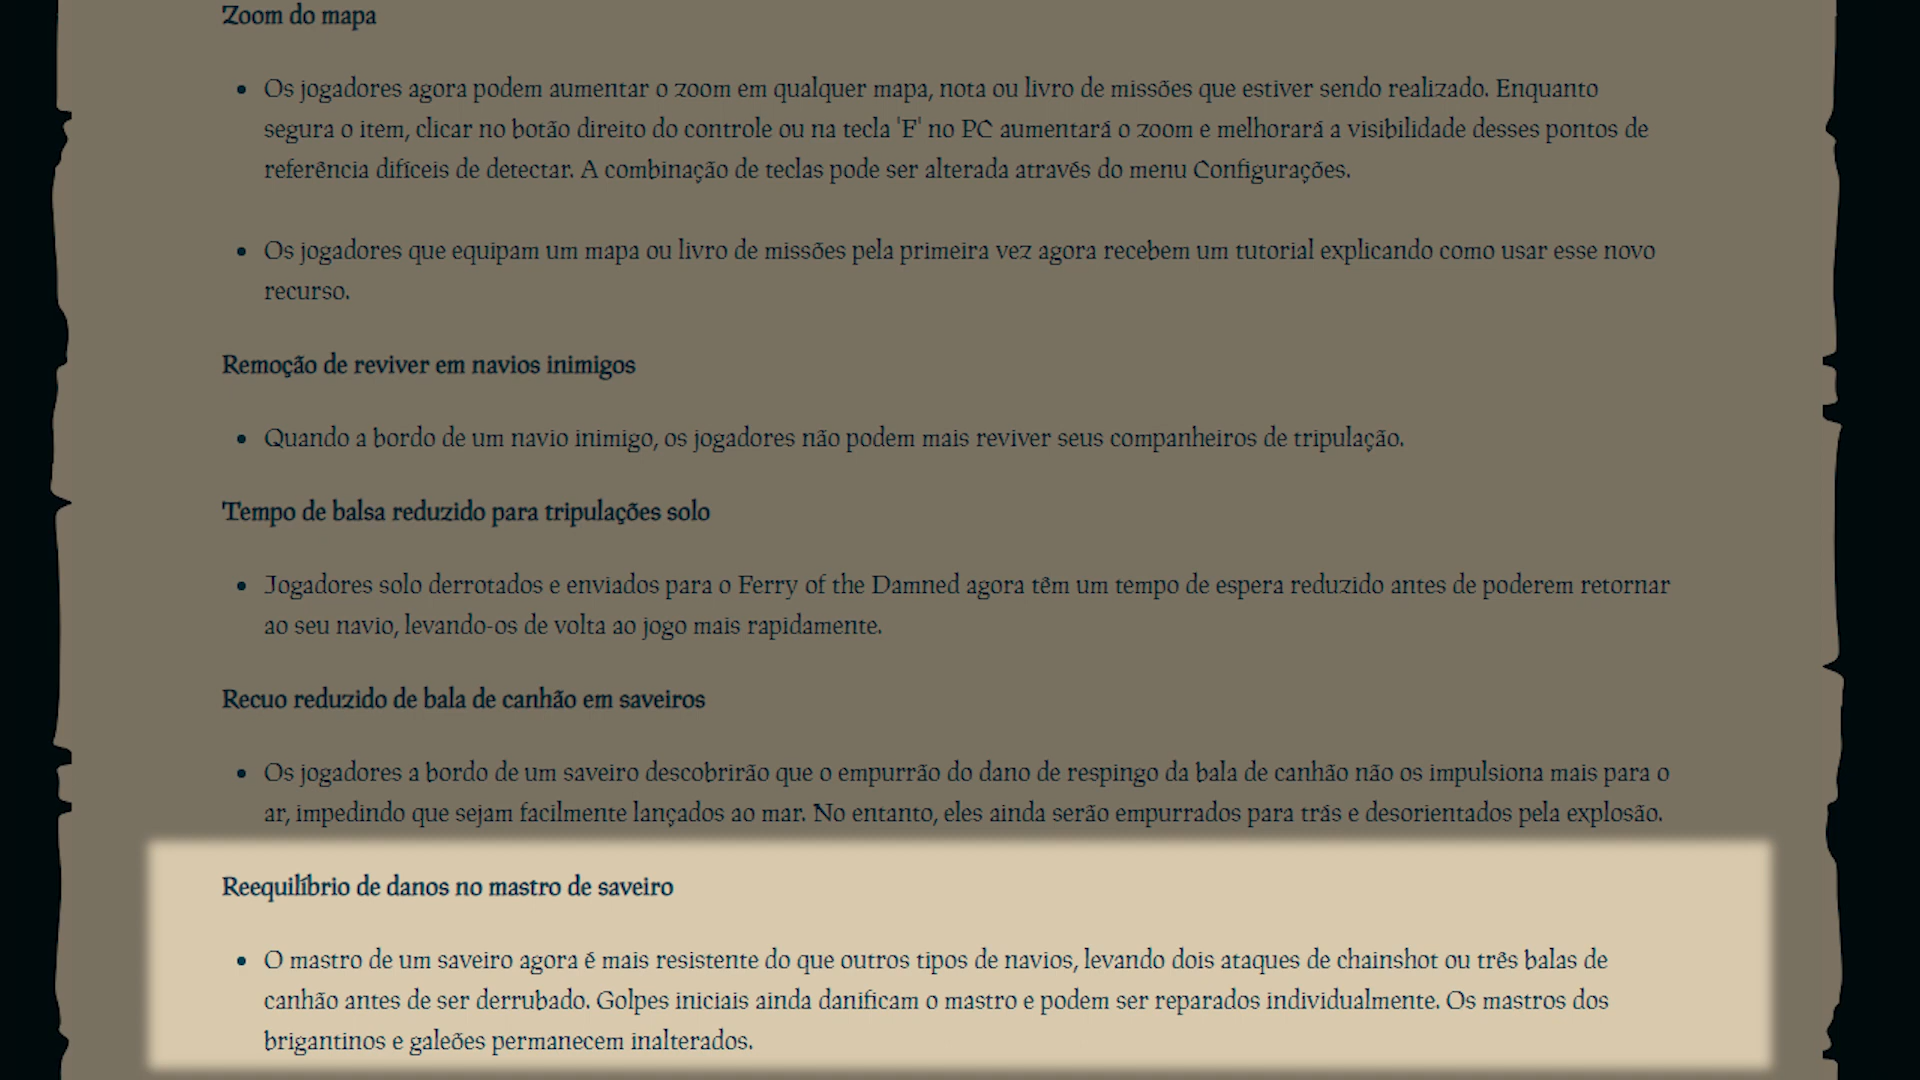 Zoom do mapa
Os jogadores agora podem aumentar o zoom em qualquer mapa, nota ou livro de missões que estiver sendo realizado. Enquanto
segura o item, clicar no botão direito do controle ou na tecla 'F' no PC aumentará o zoom e melhorará a visibilidade desses pontos de
referência difíceis de detectar. A combinação de teclas pode ser alterada através do menu Configurações.
Os jogadores que equipam um mapa ou livro de missões pela primeira vez agora recebem um tutorial explicando como usar esse novo
recurso.
Remoção de reviver em navios inimigos
Quando a bordo de um navio inimigo, os jogadores não podem mais reviver seus companheiros de tripulação.
Tempo de balsa reduzido para tripulações solo
Jogadores solo derrotados e enviados para o Ferry of the Damned agora têm um tempo de espera reduzido antes de poderem retornar
ao seu navio, levando-os de volta ao jogo mais rapidamente.
Recuo reduzido de bala de canhão em saveiros
Os jogadores a bordo de um saveiro descobrirão que o empurrão do dano de respingo da bala de canhão não os impulsiona mais para o
ar, impedindo que sejam facilmente lançados ao mar. No entanto, eles ainda serão empurrados para trás e desorientados pela explosão.
Reequilíbrio de danos no mastro de saveiro
O mastro de um saveiro agora é mais resistente do que outros tipos de navios, levando dois ataques de chainshot ou três balas de
canhão antes de ser derrubado. Golpes iniciais ainda danificam o mastro e podem ser reparados individualmente. Os mastros dos
brigantinos e galeões permanecem inalterados.